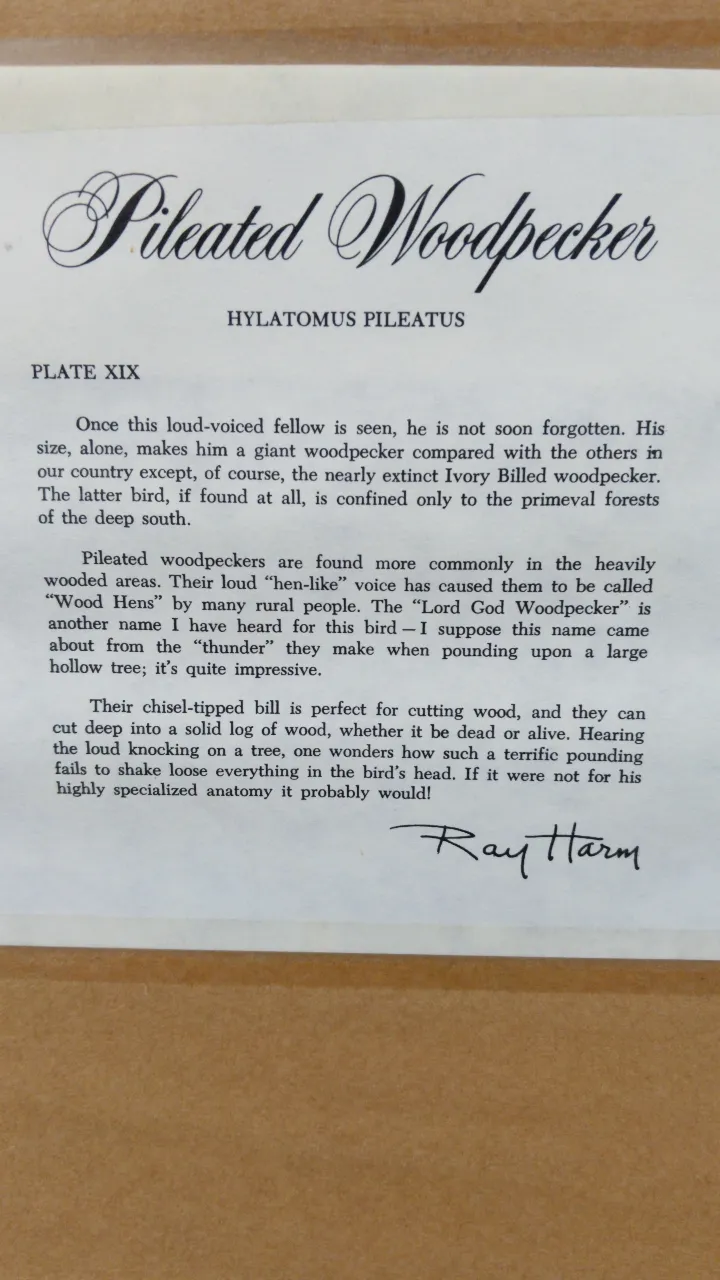 Pileated Woodpecker
HYLATOMUS PILEATUS
PLATE XIX
Once this loud-voiced fellow is seen, he is not soon forgotten. His
size, alone, makes him a giant woodpecker compared with the others in
our country except, of course, the nearly extinct Ivory Billed woodpecker.
The latter bird, if found at all, is confined only to the primeval forests
of the deep south.
Pileated woodpeckers are found more commonly in the heavily
wooded areas. Their loud “hen-like” voice has caused them to be called
“Wood Hens” by many rural people. The “Lord God Woodpecker” is
another name I have heard for this bird — I suppose this name came
about from the “thunder” they make when pounding upon a large
hollow tree; it’s quite impressive.
Their chisel-tipped bill is perfect for cutting wood, and they can
cut deep into a solid log of wood, whether it be dead or alive. Hearing
the loud knocking on a tree, one wonders how such a terrific pounding
fails to shake loose everything in the bird’s head. If it were not for his
highly specialized anatomy it probably would!
Ray Harm